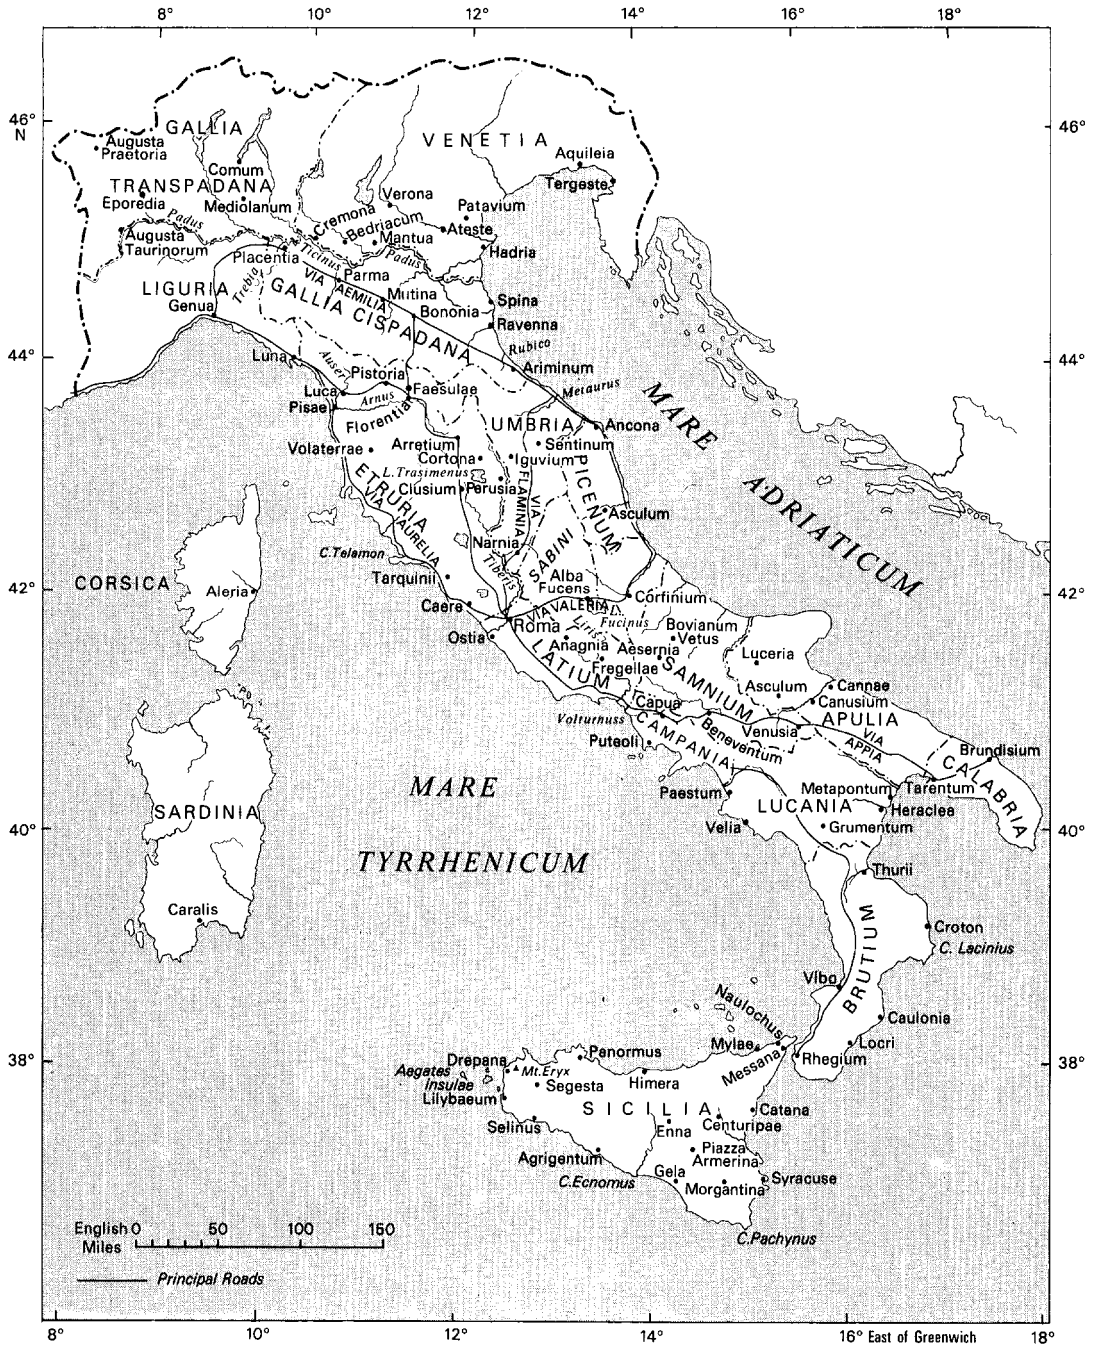 8° 10° 12° 14° 16° 18°
46°
N
46°
GALLIA
VENETIA
Augusta
Praetoria
Aquileia
Comum
TRANSPADANA
Tergeste
Eporedia
Mediolanum
Verona
Patavium
Padus
Cremona
Bedriacum
Ateste
Augusta
Taurinorum
Mantua
Hadria
Placentia
Ticinus
Padus
Trebia
Parma
LIGURIA
VIA AEMILIA
Mutina
Spina
Genua
GALLIA CISPADANA
Bononia
Ravenna
Rubico
44°
44°
Luna
Auser
Pistoria
Ariminum
Luca
Arnus
Faesulae
Metaurus
Pisae
Florentia
MARE ADRIATICUM
UMBRIA
Ancona
Volaterrae
Arretium
Sentinum
Cortona
Iguvium
L.Trasimenus
ETRURIA
Clusium
Perusia
PICENUM
VIA FLAMINIA
Asculum
VIA AURELIA
Narnia
SABINI
C.Telamon
Tiberis
CORSICA
Tarquinii
Alba
Fucens
42°
42°
Aleria
Corfinium
Caere
VIA VALERIA
Fucinus
Roma
Liris
Bovianum
Vetus
Ostia
Anagnia
Aesernia
Luceria
LATIUM
Fregellae
SAMNIUM
Asculum
Cannae
Capua
Canusium
Volturnuss
CAMPANIA
Beneventum
Venusia
APULIA
VIA
APPIA
Puteoli
Brundisium
CALABRIA
MARE
Paestum
Metapontum
Tarentum
SARDINIA
LUCANIA
Heraclea
40°
40°
Velia
Grumentum
TYRRHENICUM
Thurii
Caralis
BRUTIUM
Croton
C. Lacinius
Vibo
Naulochus
Caulonia
Mylae
Locri
Drepana
Panormus
Messana
Rhegium
38°
38°
Aegates
Insulae
Mt.Eryx
Segesta
Himera
Lilybaeum
SICILIA
Catana
Selinus
Enna
Centuripae
Agrigentum
Piazza
Armerina
C.Ecnomus
Gela
Morgantina
Syracuse
C.Pachynus
English 0 50 100 150
Miles
Principal Roads
8° 10° 12° 14° 16° East of Greenwich 18°